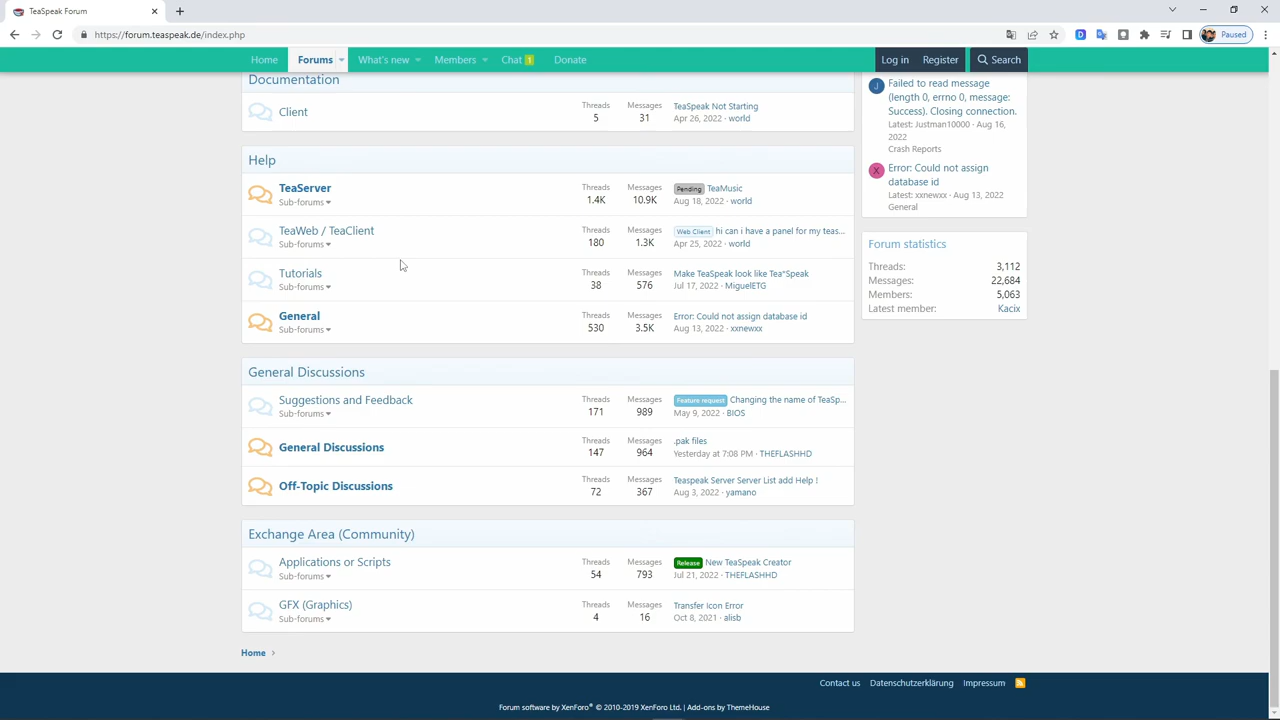 TeaSpeak Forum
https://forum.teaspeak.de/index.php
Paused
Home
Forums
What's new
Members
Chat 1
Donate
Log in
Register
Search
Documentation
Client
Threads
5
Messages
31
TeaSpeak Not Starting
Apr 26, 2022 · world
Help
TeaServer
Sub-forums
Threads
1.4K
Messages
10.9K
Pending TeaMusic
Aug 18, 2022 · world
TeaWeb / TeaClient
Sub-forums
Threads
180
Messages
1.3K
Web Client hi can i have a panel for my teas...
Apr 25, 2022 · world
Tutorials
Sub-forums
Threads
38
Messages
576
Make TeaSpeak look like Tea*Speak
Jul 17, 2022 · MiguelETG
General
Sub-forums
Threads
530
Messages
3.5K
Error: Could not assign database id
Aug 13, 2022 · xxnewxx
General Discussions
Suggestions and Feedback
Sub-forums
Threads
171
Messages
989
Feature request Changing the name of TeaSp...
May 9, 2022 · BIOS
General Discussions
Threads
147
Messages
964
.pak files
Yesterday at 7:08 PM · THEFLASHHD
Off-Topic Discussions
Threads
72
Messages
367
Teaspeak Server Server List add Help !
Aug 3, 2022 · yamano
Exchange Area (Community)
Applications or Scripts
Sub-forums
Threads
54
Messages
793
Release New TeaSpeak Creator
Jul 21, 2022 · THEFLASHHD
GFX (Graphics)
Sub-forums
Threads
4
Messages
16
Transfer Icon Error
Oct 8, 2021 · alisb
J
Failed to read message
(length 0, errno 0, message:
Success). Closing connection.
Latest: Justman10000 · Aug 16,
2022
Crash Reports
X
Error: Could not assign
database id
Latest: xxnewxx · Aug 13, 2022
General
Forum statistics
Threads: 3,112
Messages: 22,684
Members: 5,063
Latest member: Kacix
Home
Contact us
Datenschutzerklärung
Impressum
Forum software by XenForo® © 2010-2019 XenForo Ltd. | Add-ons by ThemeHouse